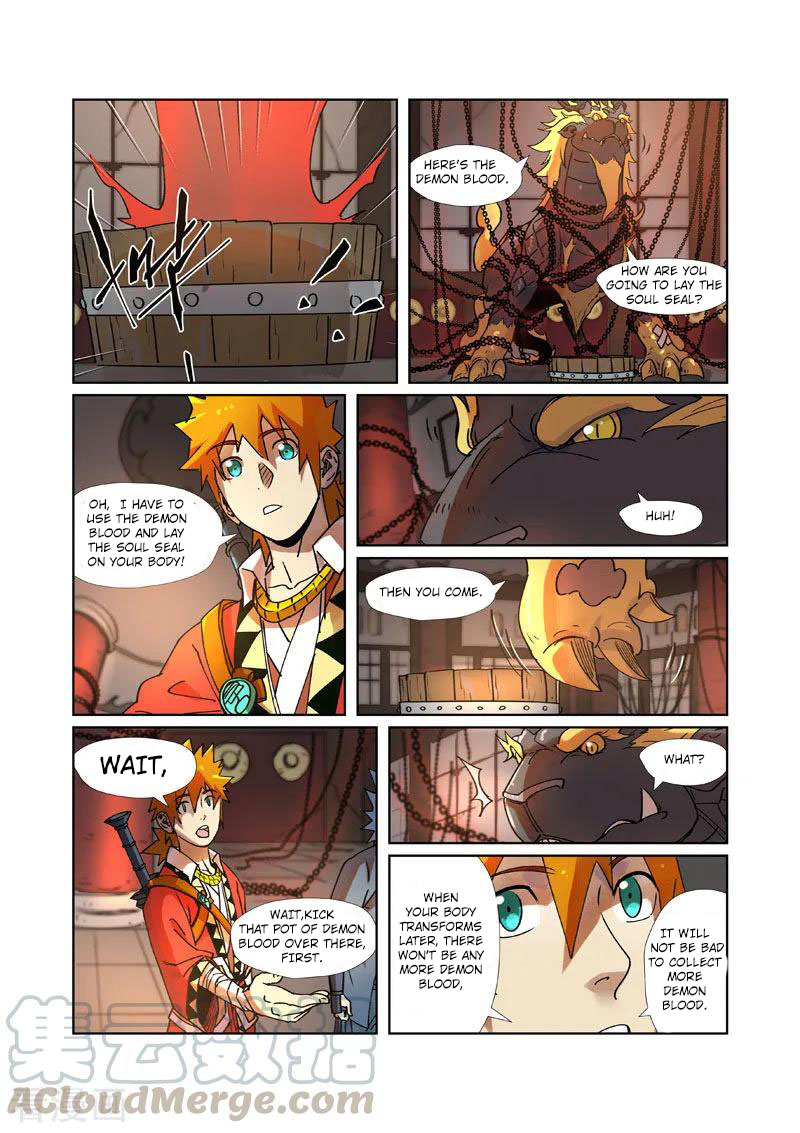 HERE'S THE
DEMON BLOOD.
HOW ARE YOU
GOING TO LAY THE
SOUL SEAL?
OH, I HAVE TO
USE THE DEMON
BLOOD AND LAY
THE SOUL SEAL
ON YOUR BODY!
HUH!
THEN YOU COME.
WAIT,
WAIT,KICK
THAT POT OF DEMON
BLOOD OVER THERE,
FIRST.
WHAT?
WHEN
YOUR BODY
TRANSFORMS
LATER, THERE
WON'T BE ANY
MORE DEMON
BLOOD,
IT WILL
NOT BE BAD
TO COLLECT
MORE
DEMON
BLOOD.
集云数据
看漫画
ACloudMerge.com